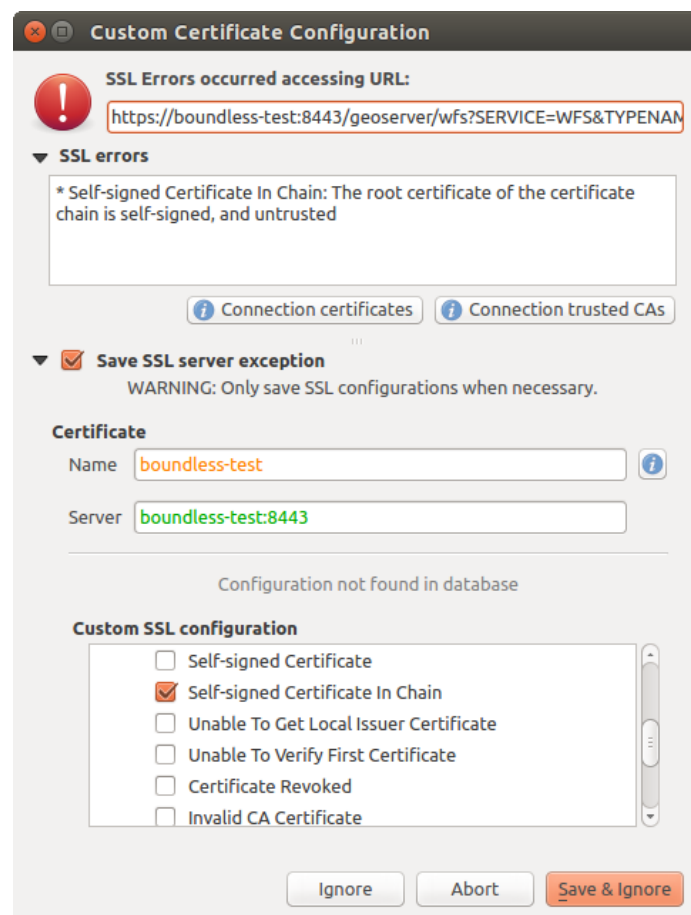 Custom Certificate Configuration
SSL Errors occurred accessing URL:
https://boundless-test:8443/geoserver/wfs?SERVICE=WFS&TYPENAM
SSL errors
* Self-signed Certificate In Chain: The root certificate of the certificate
chain is self-signed, and untrusted
Connection certificates
Connection trusted CAs
Save SSL server exception
WARNING: Only save SSL configurations when necessary.
Certificate
Name boundless-test
Server boundless-test:8443
Configuration not found in database
Custom SSL configuration
Self-signed Certificate
Self-signed Certificate In Chain
Unable To Get Local Issuer Certificate
Unable To Verify First Certificate
Certificate Revoked
Invalid CA Certificate
Ignore
Abort
Save & Ignore